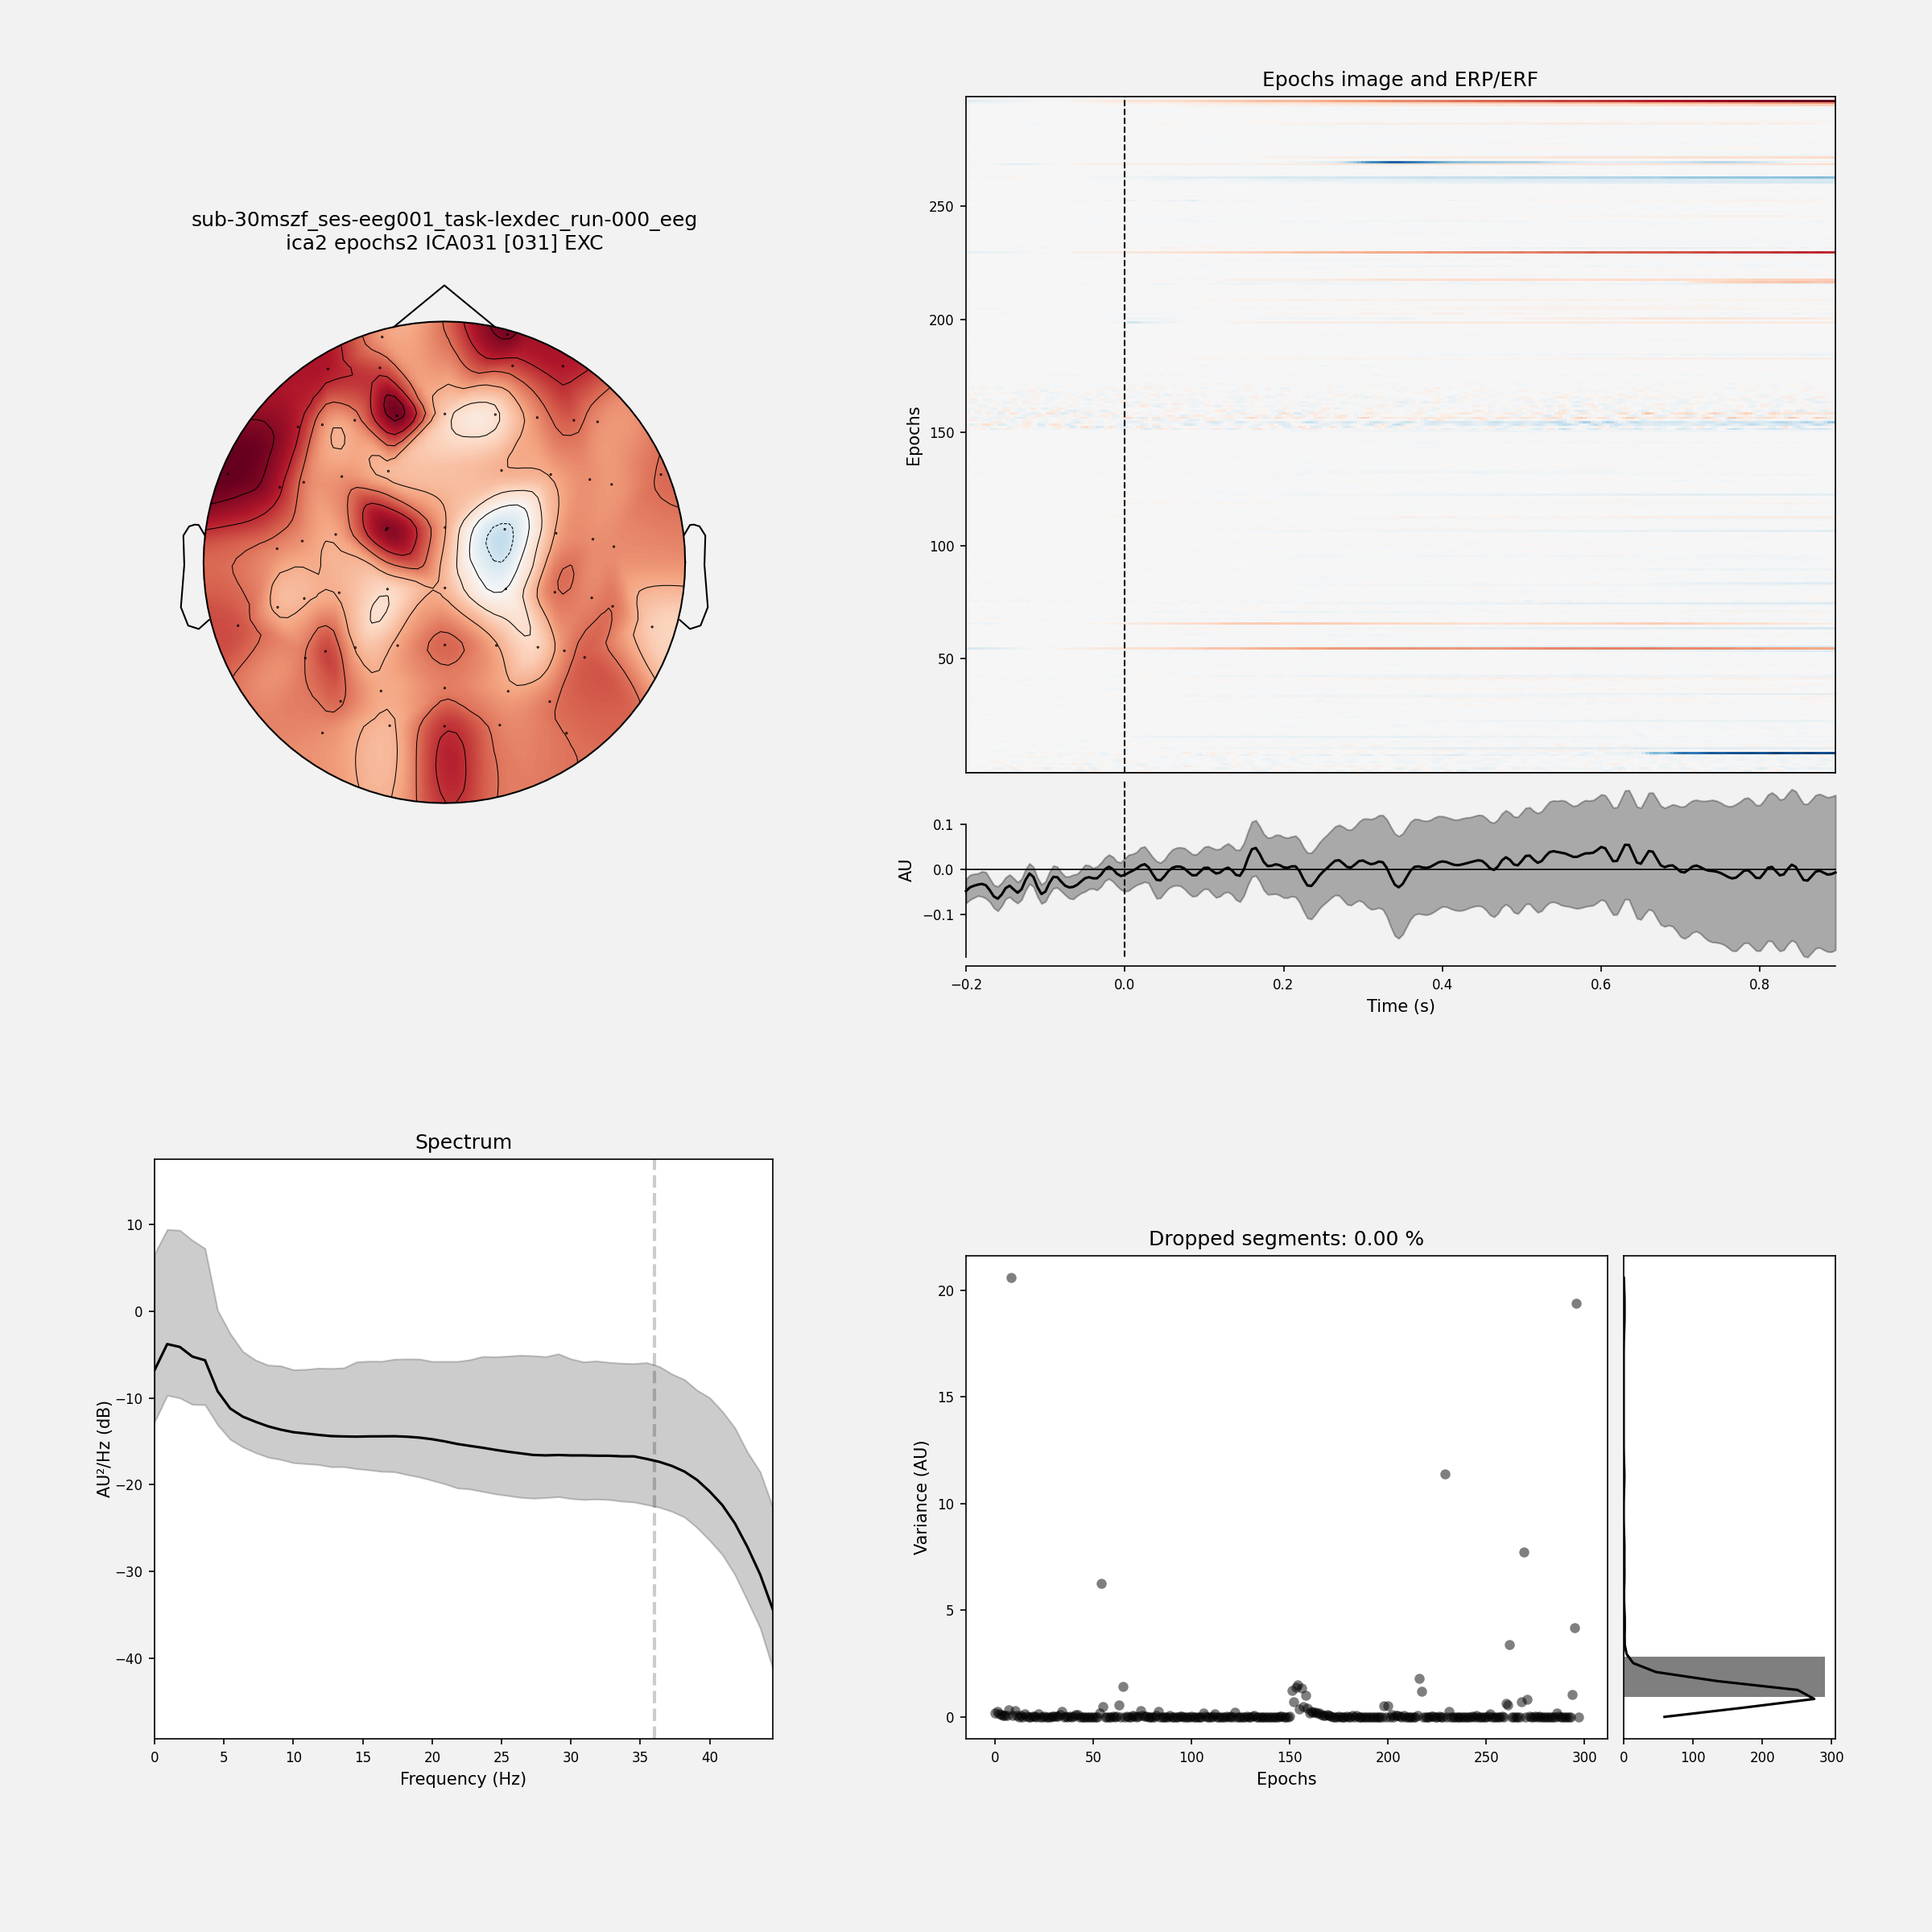 sub-30mszf_ses-eeg001_task-lexdec_run-000_eeg
ica2 epochs2 ICA031 [031] EXC
Epochs image and ERP/ERF
Epochs
250
200
150
100
50
AU
0.1
0.0
−0.1
−0.2 0.0 0.2 0.4 0.6 0.8
Time (s)
Spectrum
AU²/Hz (dB)
10
0
−10
−20
−30
−40
0 5 10 15 20 25 30 35 40
Frequency (Hz)
Dropped segments: 0.00 %
Variance (AU)
20
15
10
5
0
0 50 100 150 200 250 300
Epochs
0 100 200 300